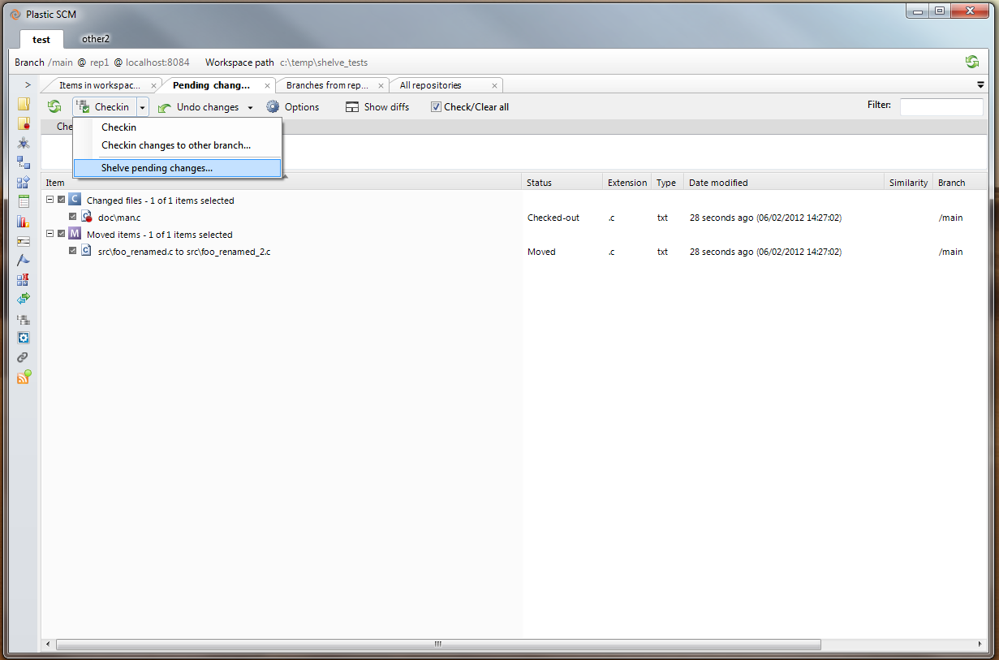 Plastic SCM
test other2
Branch /main @ rep1 @ localhost:8084 Workspace path c:\temp\shelve_tests
> Items in workspac... × Pending chang... × Branches from rep... × All repositories ×
Checkin Undo changes Options Show diffs Check/Clear all Filter:
Che
Checkin
Checkin changes to other branch...
Shelve pending changes...
Item Status Extension Type Date modified Similarity Branch
C Changed files - 1 of 1 items selected
doc\man.c Checked-out .c txt 28 seconds ago (06/02/2012 14:27:02) /main
M Moved items - 1 of 1 items selected
src\foo_renamed.c to src\foo_renamed_2.c Moved .c txt 28 seconds ago (06/02/2012 14:27:02) /main